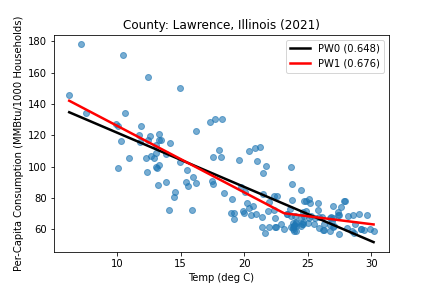 County: Lawrence, Illinois (2021)
Per-Capita Consumption (MMBtu/1000 Households)
180
160
140
120
100
80
60
PW0 (0.648)
PW1 (0.676)
10
15
20
25
30
Temp (deg C)